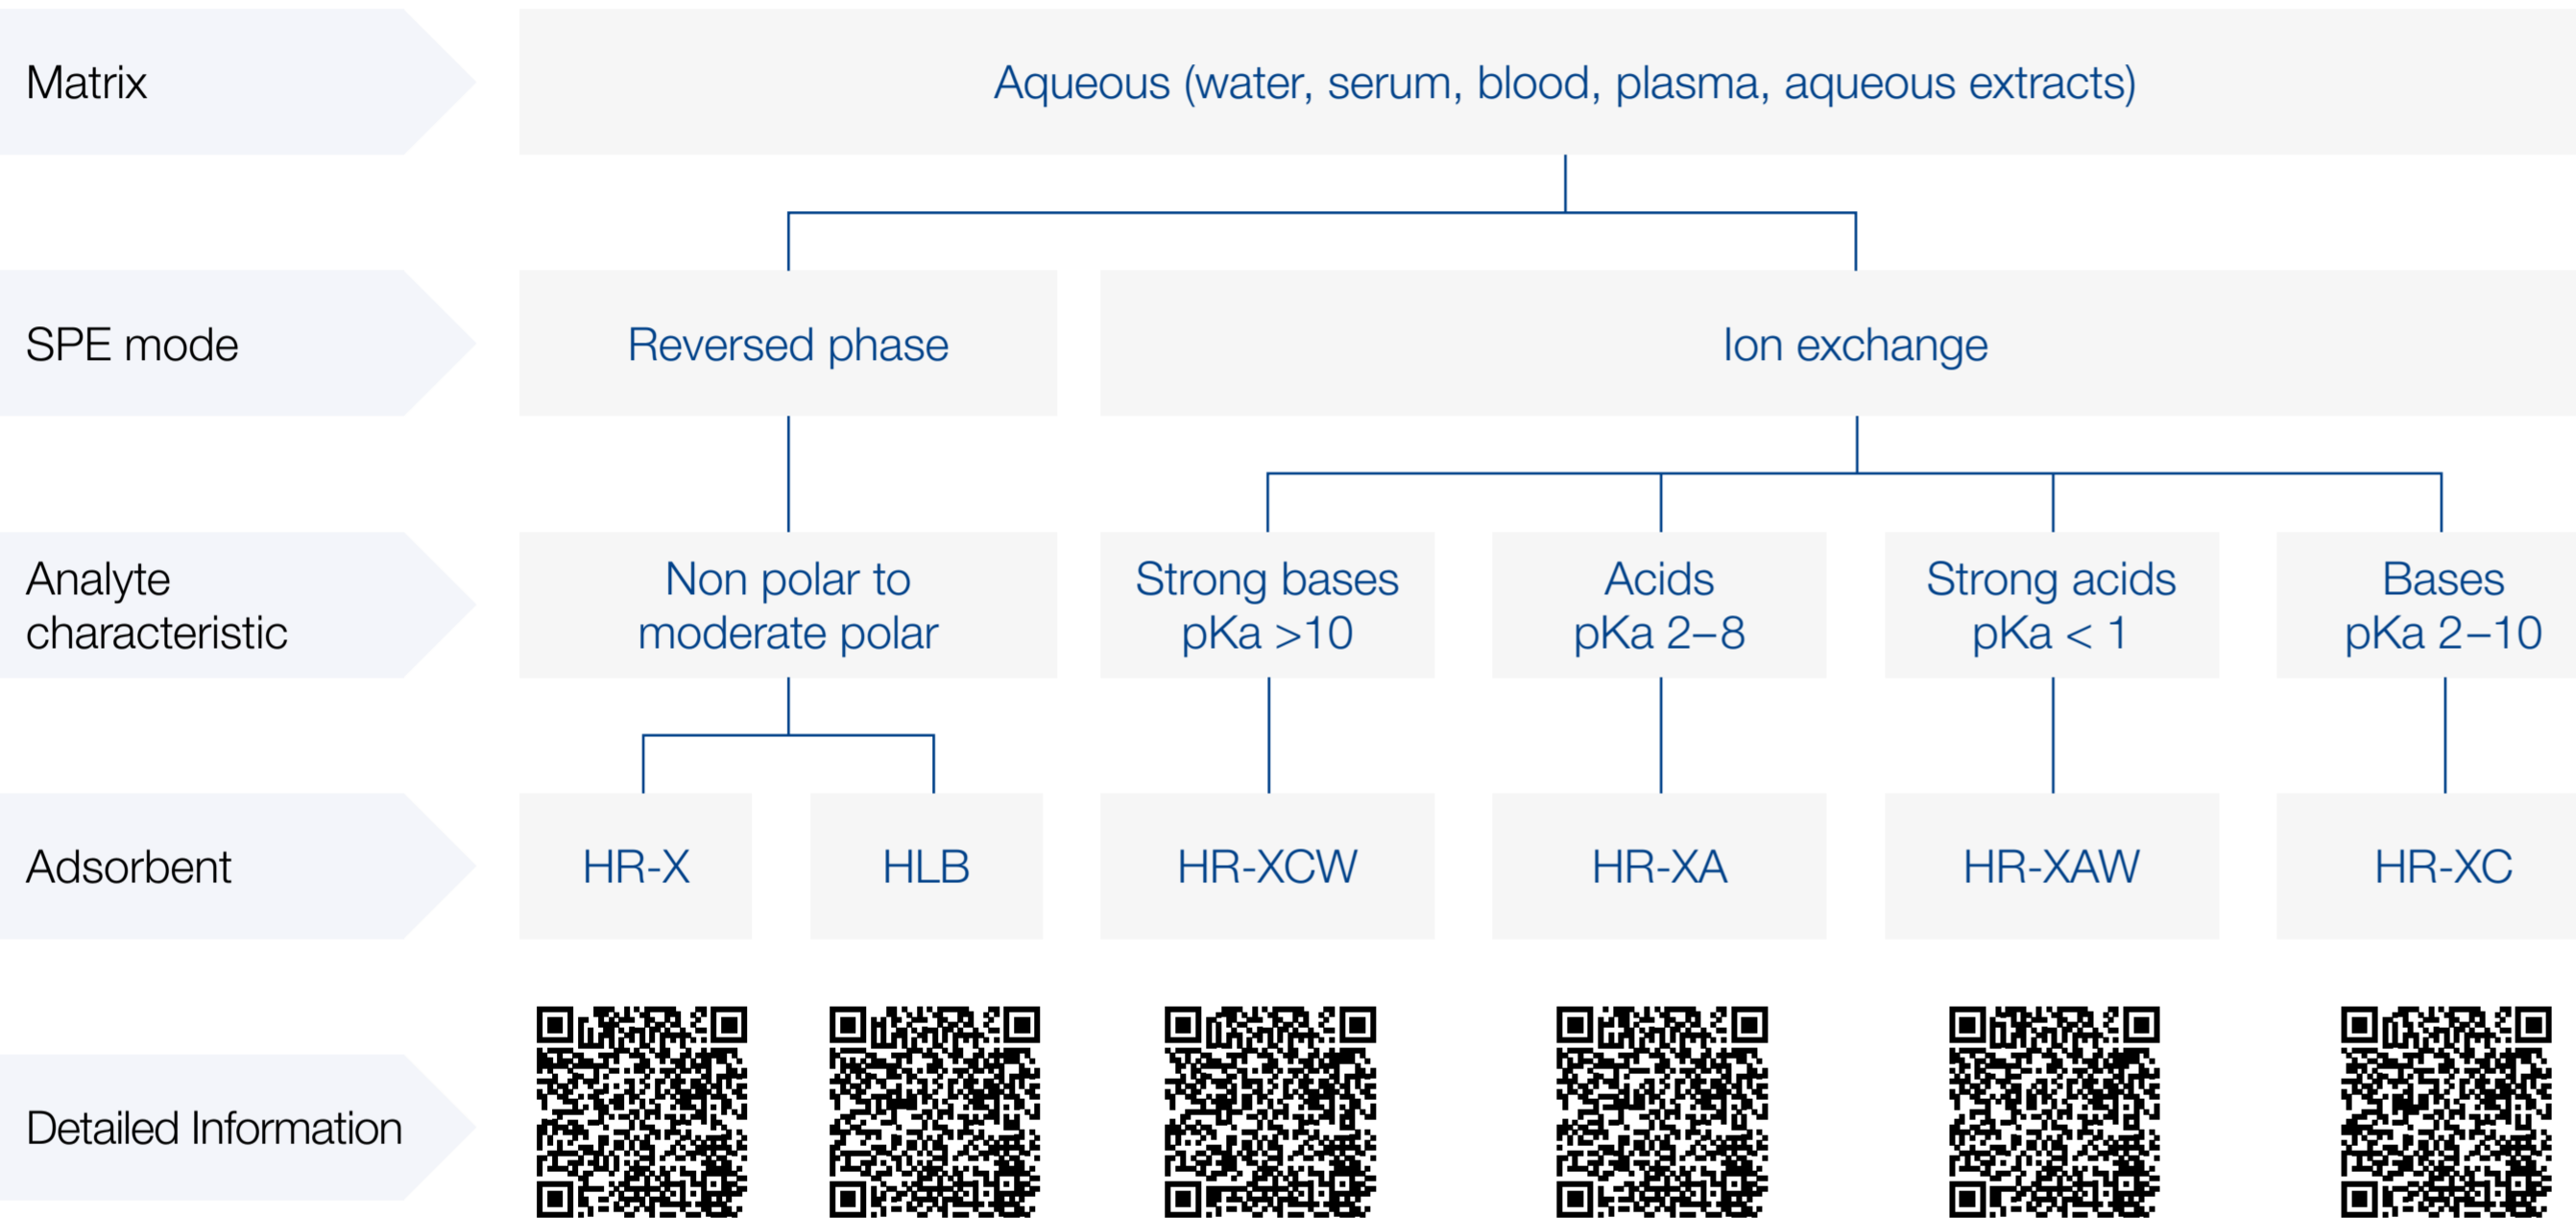 Matrix
Aqueous (water, serum, blood, plasma, aqueous extracts)
SPE mode
Reversed phase
Ion exchange
Analyte
characteristic
Non polar to
moderate polar
Strong bases
pKa >10
Acids
pKa 2–8
Strong acids
pKa < 1
Bases
pKa 2–10
Adsorbent
HR-X
HLB
HR-XCW
HR-XA
HR-XAW
HR-XC
Detailed Information